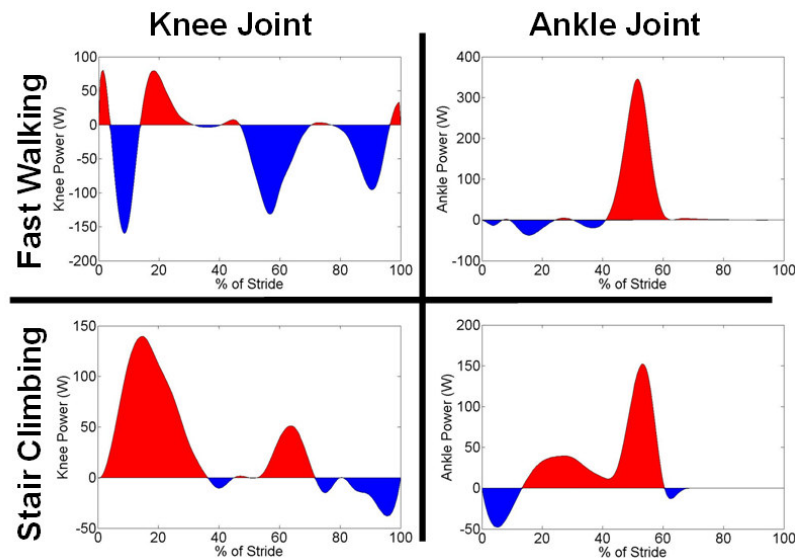 Knee Joint
Ankle Joint
Fast Walking
Knee Power (W)
100
50
0
-50
-100
-150
-200
0 20 40 60 80 100
% of Stride
Ankle Power (W)
400
300
200
100
0
-100
0 20 40 60 80 100
% of Stride
Stair Climbing
Knee Power (W)
150
100
50
0
-50
0 20 40 60 80 100
% of Stride
Ankle Power (W)
200
150
100
50
0
-50
0 20 40 60 80 100
% of Stride